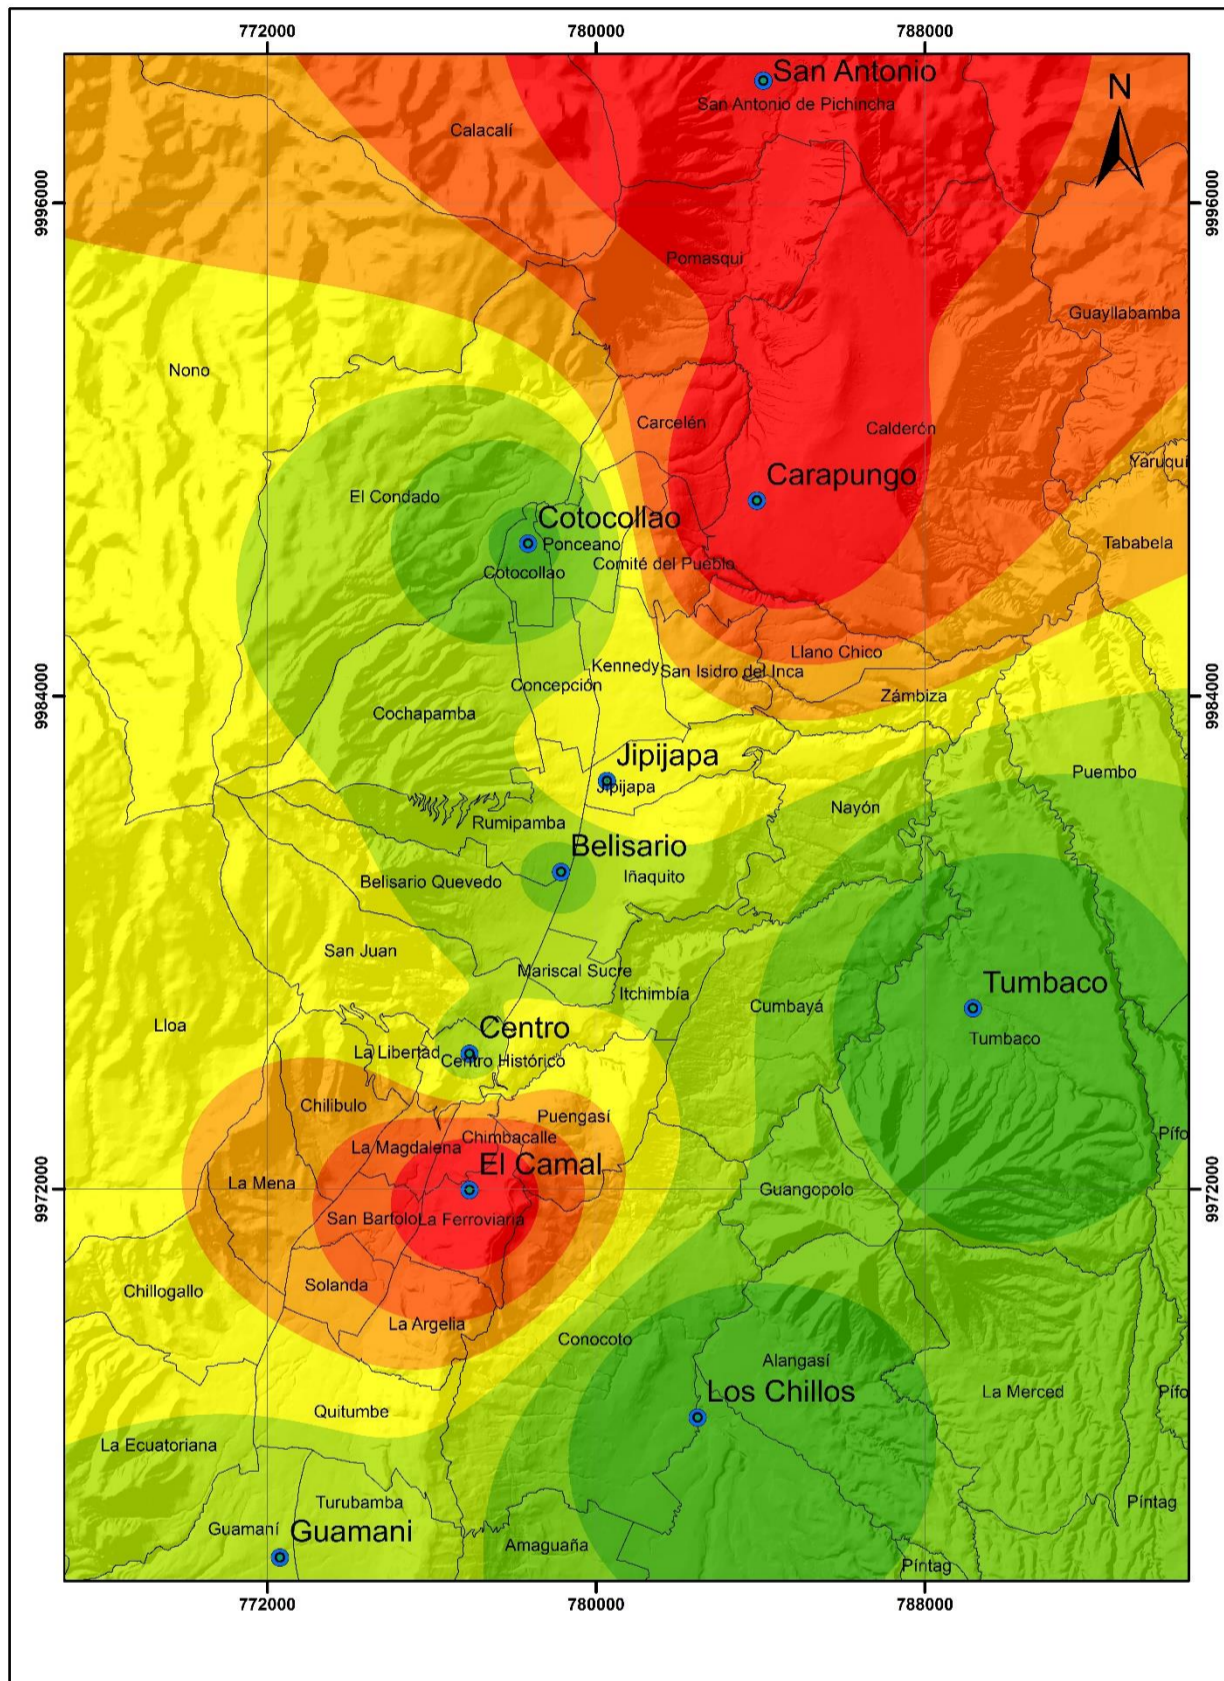 772000
780000
788000
San Antonio
San Antonio de Pichincha
N
Calacalí
9996000
9996000
Pomasqui
Guayllabamba
Nono
Carcelén
Calderón
Yaruquí
Carapungo
El Condado
Cotocollao
Ponceano
Tababela
Comité del Pueblo
Cotocollao
Llano Chico
Kennedy
San Isidro del Inca
Concepción
Zámbiza
9984000
9984000
Cochapamba
Jipijapa
Puembo
Jipijapa
Nayón
Rumipamba
Belisario
Belisario Quevedo
Iñaquito
San Juan
Mariscal Sucre
Itchimbía
Tumbaco
Cumbayá
Lloa
Centro
Tumbaco
La Libertad
Centro Histórico
Chilibulo
Puengasí
Chimbacalle
Pifo
La Magdalena
El Camal
9972000
9972000
La Mena
Guangopolo
San Bartolo
La Ferroviaria
Solanda
Chillogallo
La Argelia
Conocoto
Alangasí
Los Chillos
La Merced
Pifo
Quitumbe
La Ecuatoriana
Turubamba
Píntag
Guamaní
Guamani
Amaguaña
Píntag
772000
780000
788000